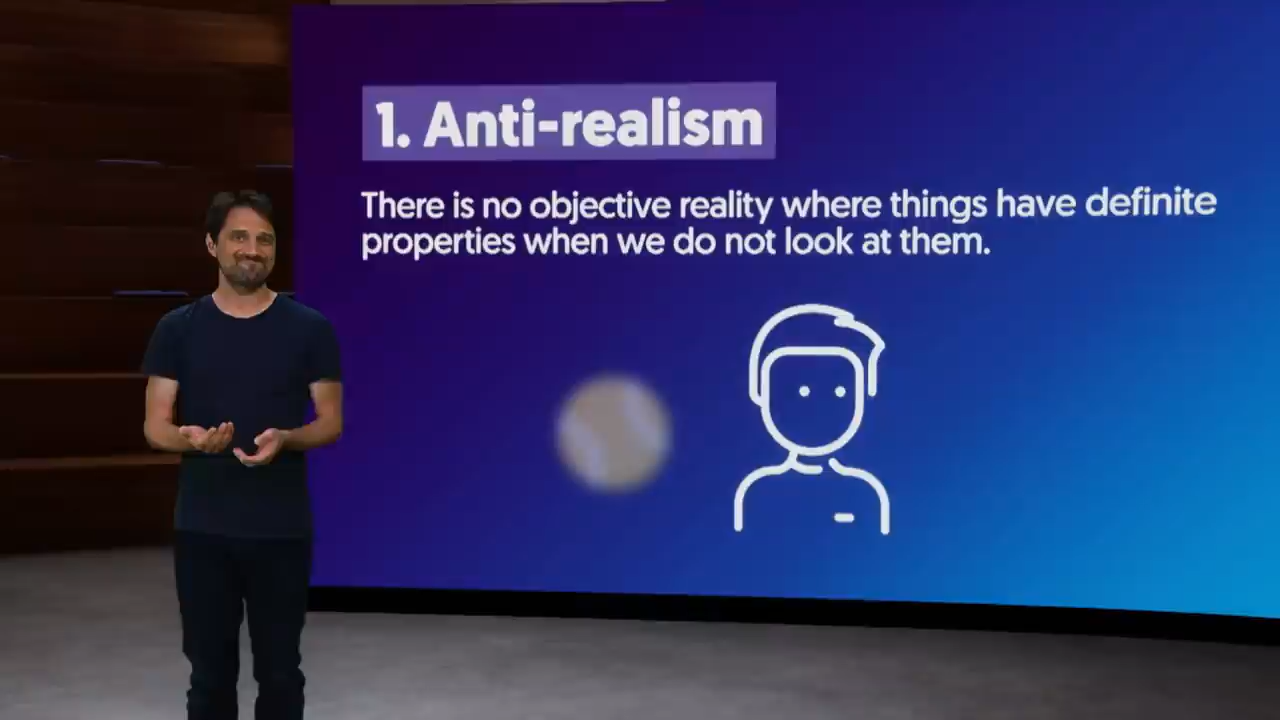 1. Anti-realism
There is no objective reality where things have definite
properties when we do not look at them.